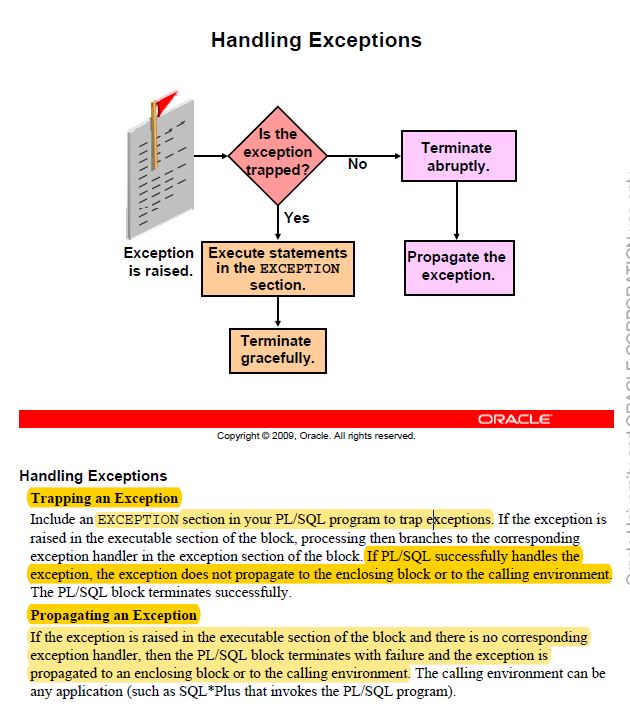 Handling Exceptions
Is the
exception
trapped?
No
Terminate
abruptly.
Yes
Exception
is raised.
Execute statements
in the EXCEPTION
section.
Propagate the
exception.
Terminate
gracefully.
ORACLE
Copyright © 2009, Oracle. All rights reserved.
Handling Exceptions
Trapping an Exception
Include an EXCEPTION section in your PL/SQL program to trap exceptions. If the exception is
raised in the executable section of the block, processing then branches to the corresponding
exception handler in the exception section of the block. If PL/SQL successfully handles the
exception, the exception does not propagate to the enclosing block or to the calling environment.
The PL/SQL block terminates successfully.
Propagating an Exception
If the exception is raised in the executable section of the block and there is no corresponding
exception handler, then the PL/SQL block terminates with failure and the exception is
propagated to an enclosing block or to the calling environment. The calling environment can be
any application (such as SQL*Plus that invokes the PL/SQL program).